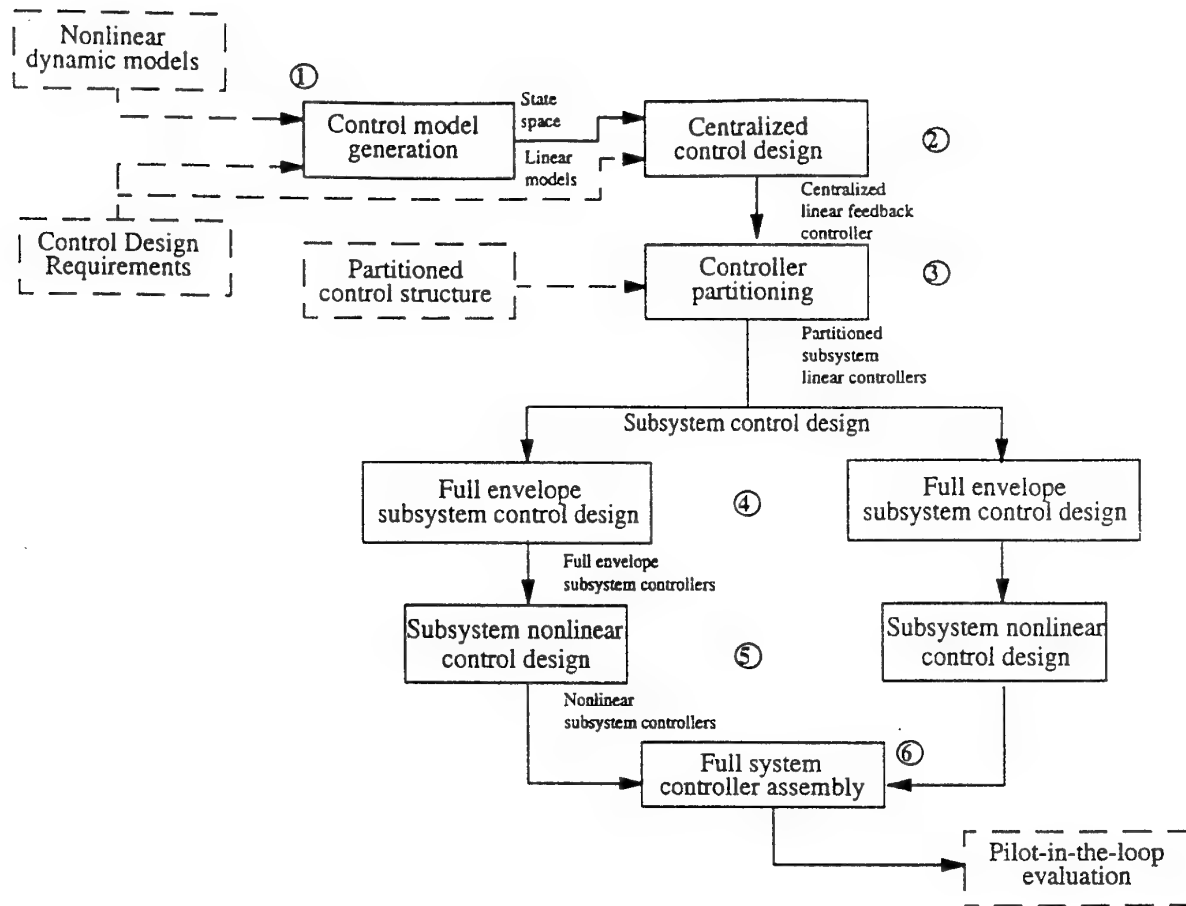 Nonlinear
dynamic models
①
Control model
generation
State
space
Linear
models
Centralized
control design
②
Centralized
linear feedback
controller
Control Design
Requirements
Partitioned
control structure
Controller
partitioning
③
Partitioned
subsystem
linear controllers
Subsystem control design
Full envelope
subsystem control design
④
Full envelope
subsystem control design
Full envelope
subsystem controllers
Subsystem nonlinear
control design
⑤
Subsystem nonlinear
control design
Nonlinear
subsystem controllers
Full system
controller assembly
⑥
Pilot-in-the-loop
evaluation